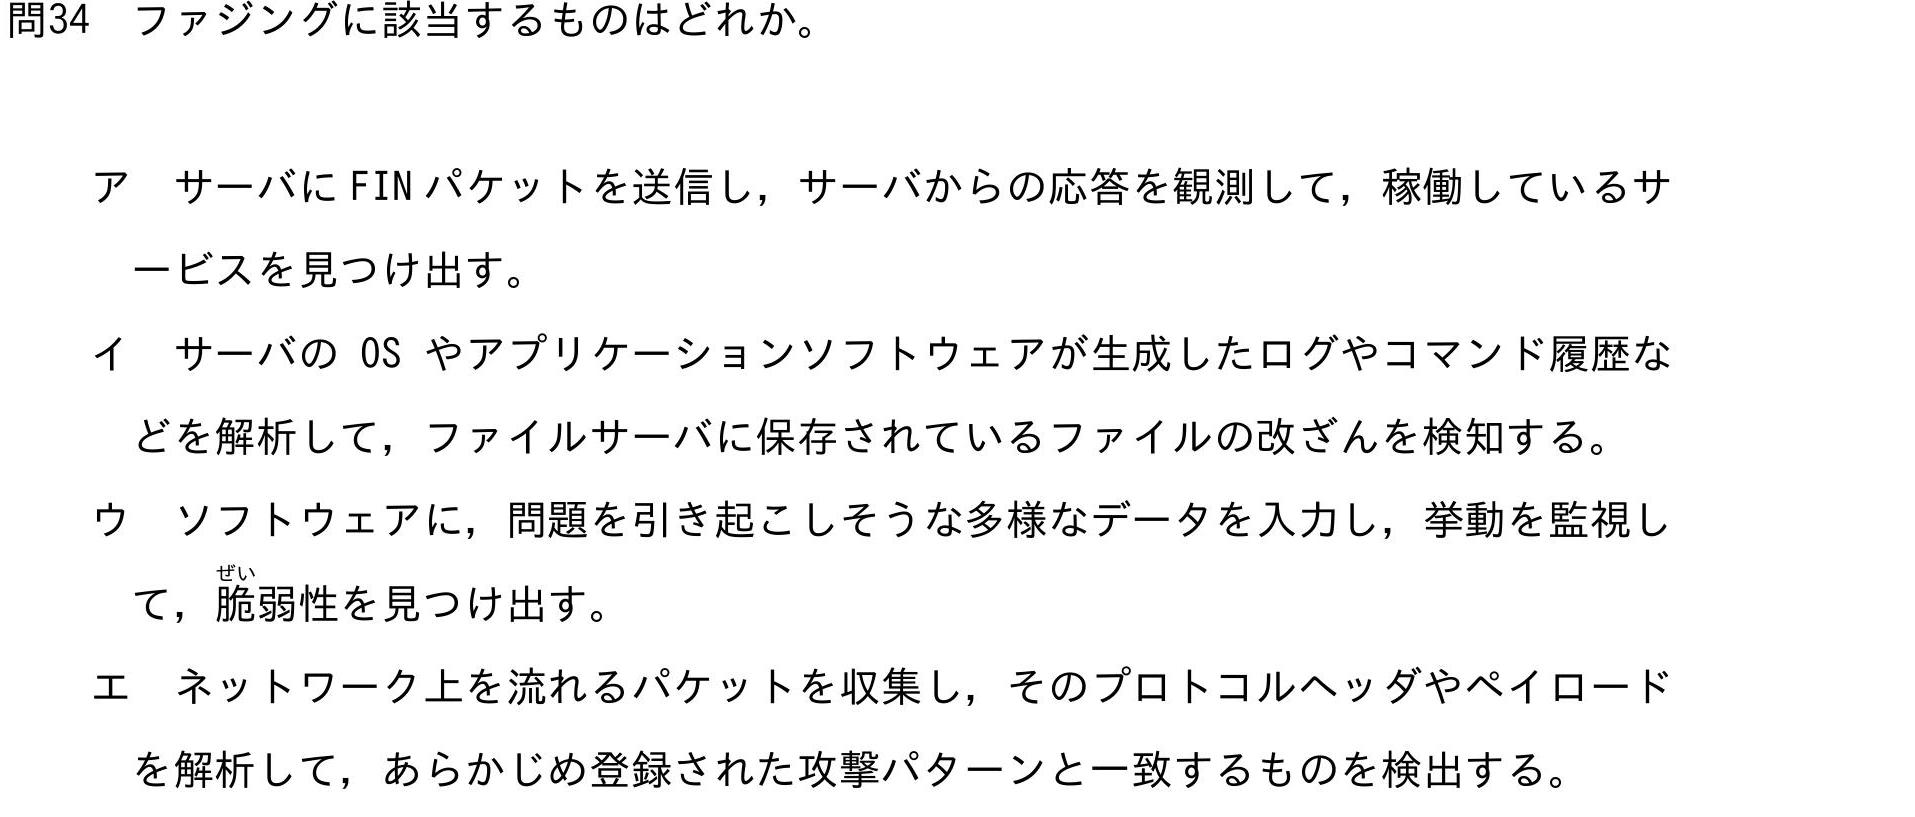 問34　ファジングに該当するものはどれか。
ア　サーバに FIN パケットを送信し，サーバからの応答を観測して，稼働しているサ
ービスを見つけ出す。
イ　サーバの OS やアプリケーションソフトウェアが生成したログやコマンド履歴な
どを解析して，ファイルサーバに保存されているファイルの改ざんを検知する。
ウ　ソフトウェアに，問題を引き起こしそうな多様なデータを入力し，挙動を監視し
ぜい
て，脆弱性を見つけ出す。
エ　ネットワーク上を流れるパケットを収集し，そのプロトコルヘッダやペイロード
を解析して，あらかじめ登録された攻撃パターンと一致するものを検出する。